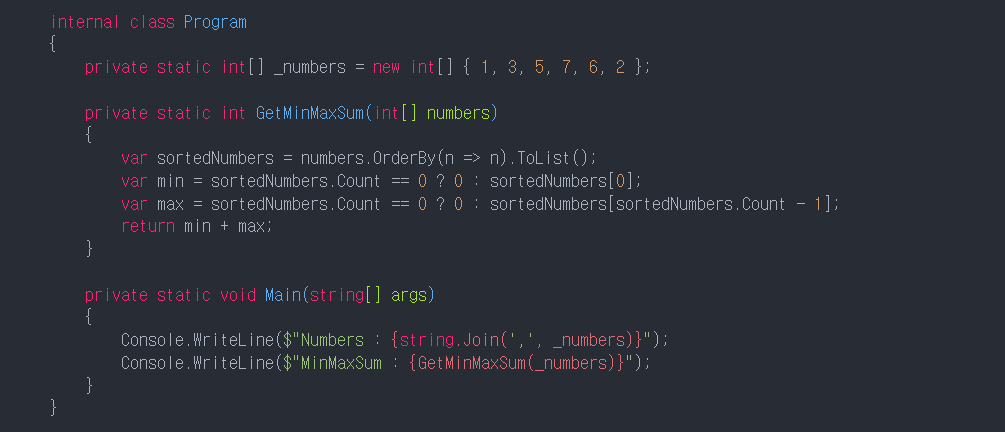 internal class Program
{
    private static int[] _numbers = new int[] { 1, 3, 5, 7, 6, 2 };
    private static int GetMinMaxSum(int[] numbers)
    {
        var sortedNumbers = numbers.OrderBy(n => n).ToList();
        var min = sortedNumbers.Count == 0 ? 0 : sortedNumbers[0];
        var max = sortedNumbers.Count == 0 ? 0 : sortedNumbers[sortedNumbers.Count - 1];
        return min + max;
    }
    private static void Main(string[] args)
    {
        Console.WriteLine($"Numbers : {string.Join(',', _numbers)}");
        Console.WriteLine($"MinMaxSum : {GetMinMaxSum(_numbers)}");
    }
}